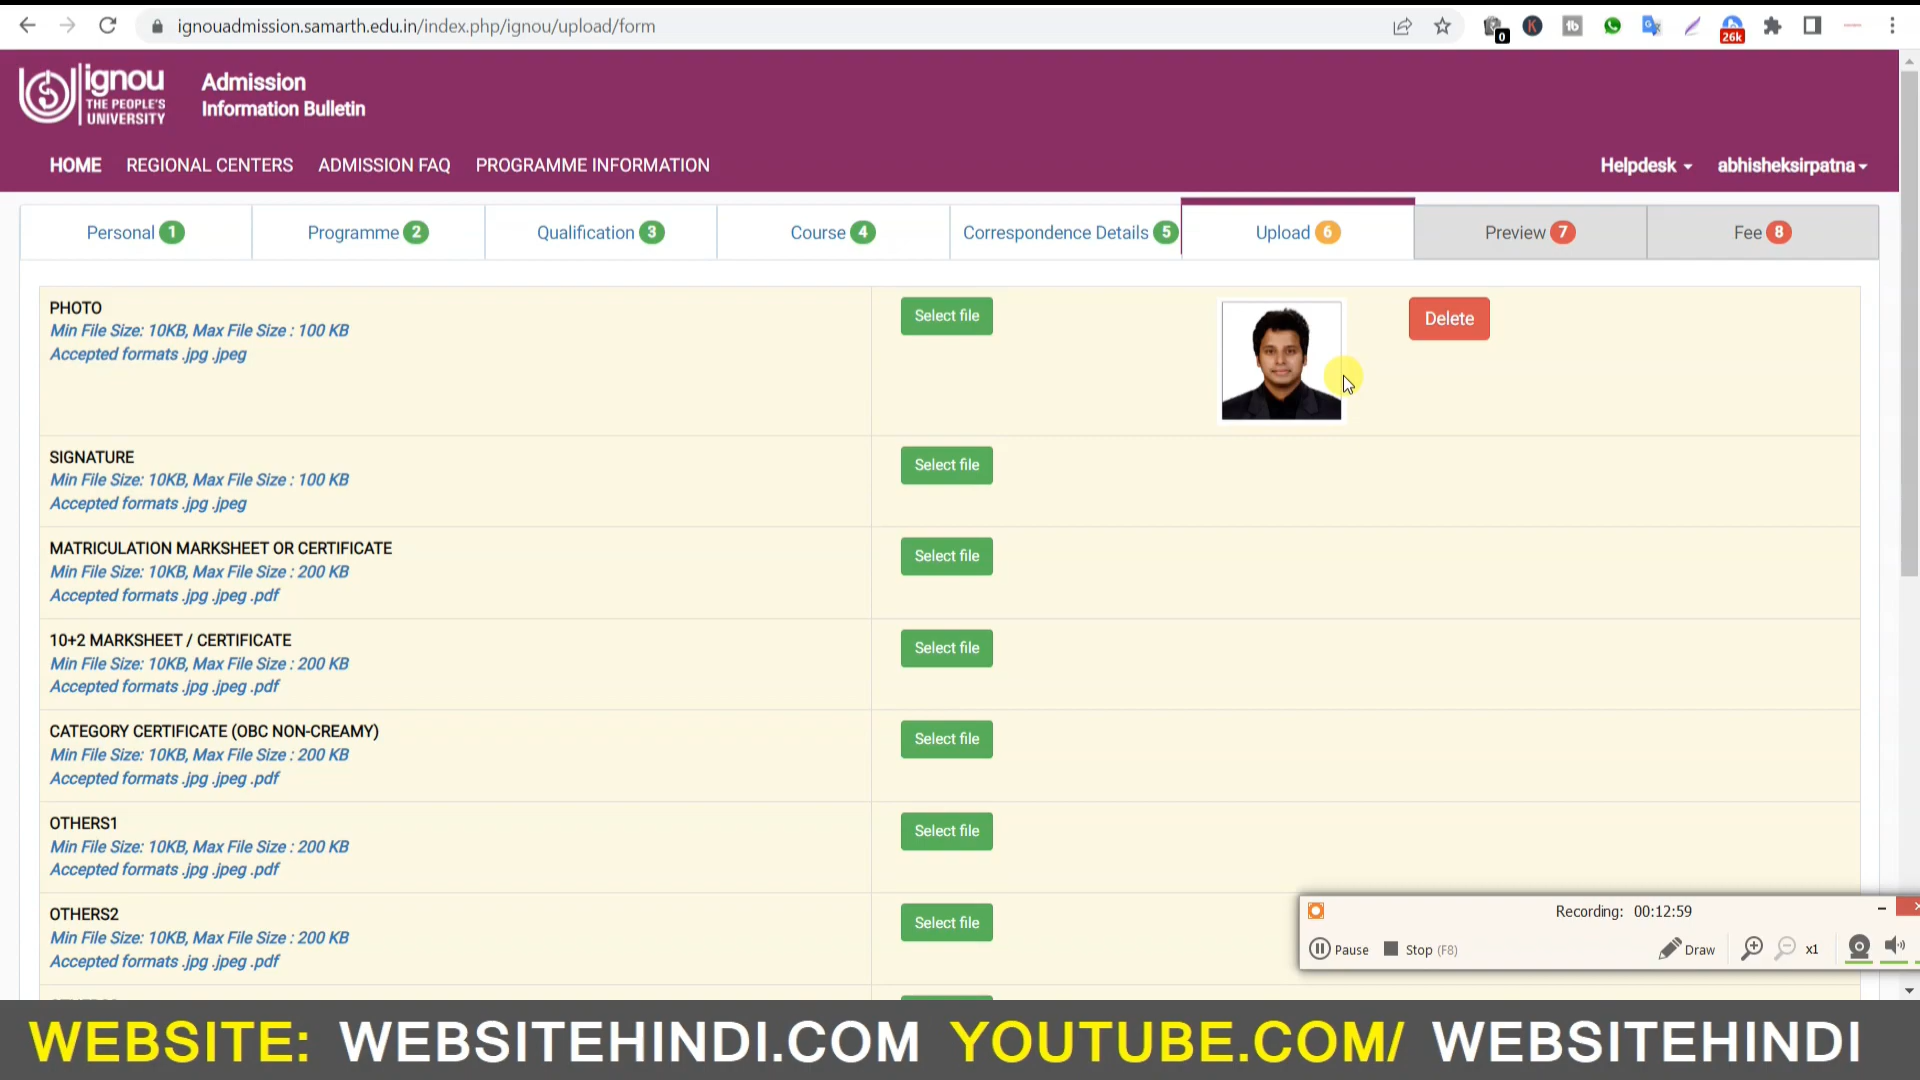 ignouadmission.samarth.edu.in/index.php/ignou/upload/form
0
K
tb
26k
ignou
THE PEOPLE'S
UNIVERSITY
Admission
Information Bulletin
HOME REGIONAL CENTERS ADMISSION FAQ PROGRAMME INFORMATION Helpdesk abhisheksirpatna
Personal 1 Programme 2 Qualification 3 Course 4 Correspondence Details 5 Upload 6 Preview 7 Fee 8
PHOTO
Min File Size: 10KB, Max File Size : 100 KB
Accepted formats .jpg .jpeg
Select file
Delete
SIGNATURE
Min File Size: 10KB, Max File Size : 100 KB
Accepted formats .jpg .jpeg
Select file
MATRICULATION MARKSHEET OR CERTIFICATE
Min File Size: 10KB, Max File Size : 200 KB
Accepted formats .jpg .jpeg .pdf
Select file
10+2 MARKSHEET / CERTIFICATE
Min File Size: 10KB, Max File Size : 200 KB
Accepted formats .jpg .jpeg .pdf
Select file
CATEGORY CERTIFICATE (OBC NON-CREAMY)
Min File Size: 10KB, Max File Size : 200 KB
Accepted formats .jpg .jpeg .pdf
Select file
OTHERS1
Min File Size: 10KB, Max File Size : 200 KB
Accepted formats .jpg .jpeg .pdf
Select file
OTHERS2
Min File Size: 10KB, Max File Size : 200 KB
Accepted formats .jpg .jpeg .pdf
Select file
Recording: 00:12:59
Pause Stop (F8) Draw x1
WEBSITE: WEBSITEHINDI.COM YOUTUBE.COM/ WEBSITEHINDI